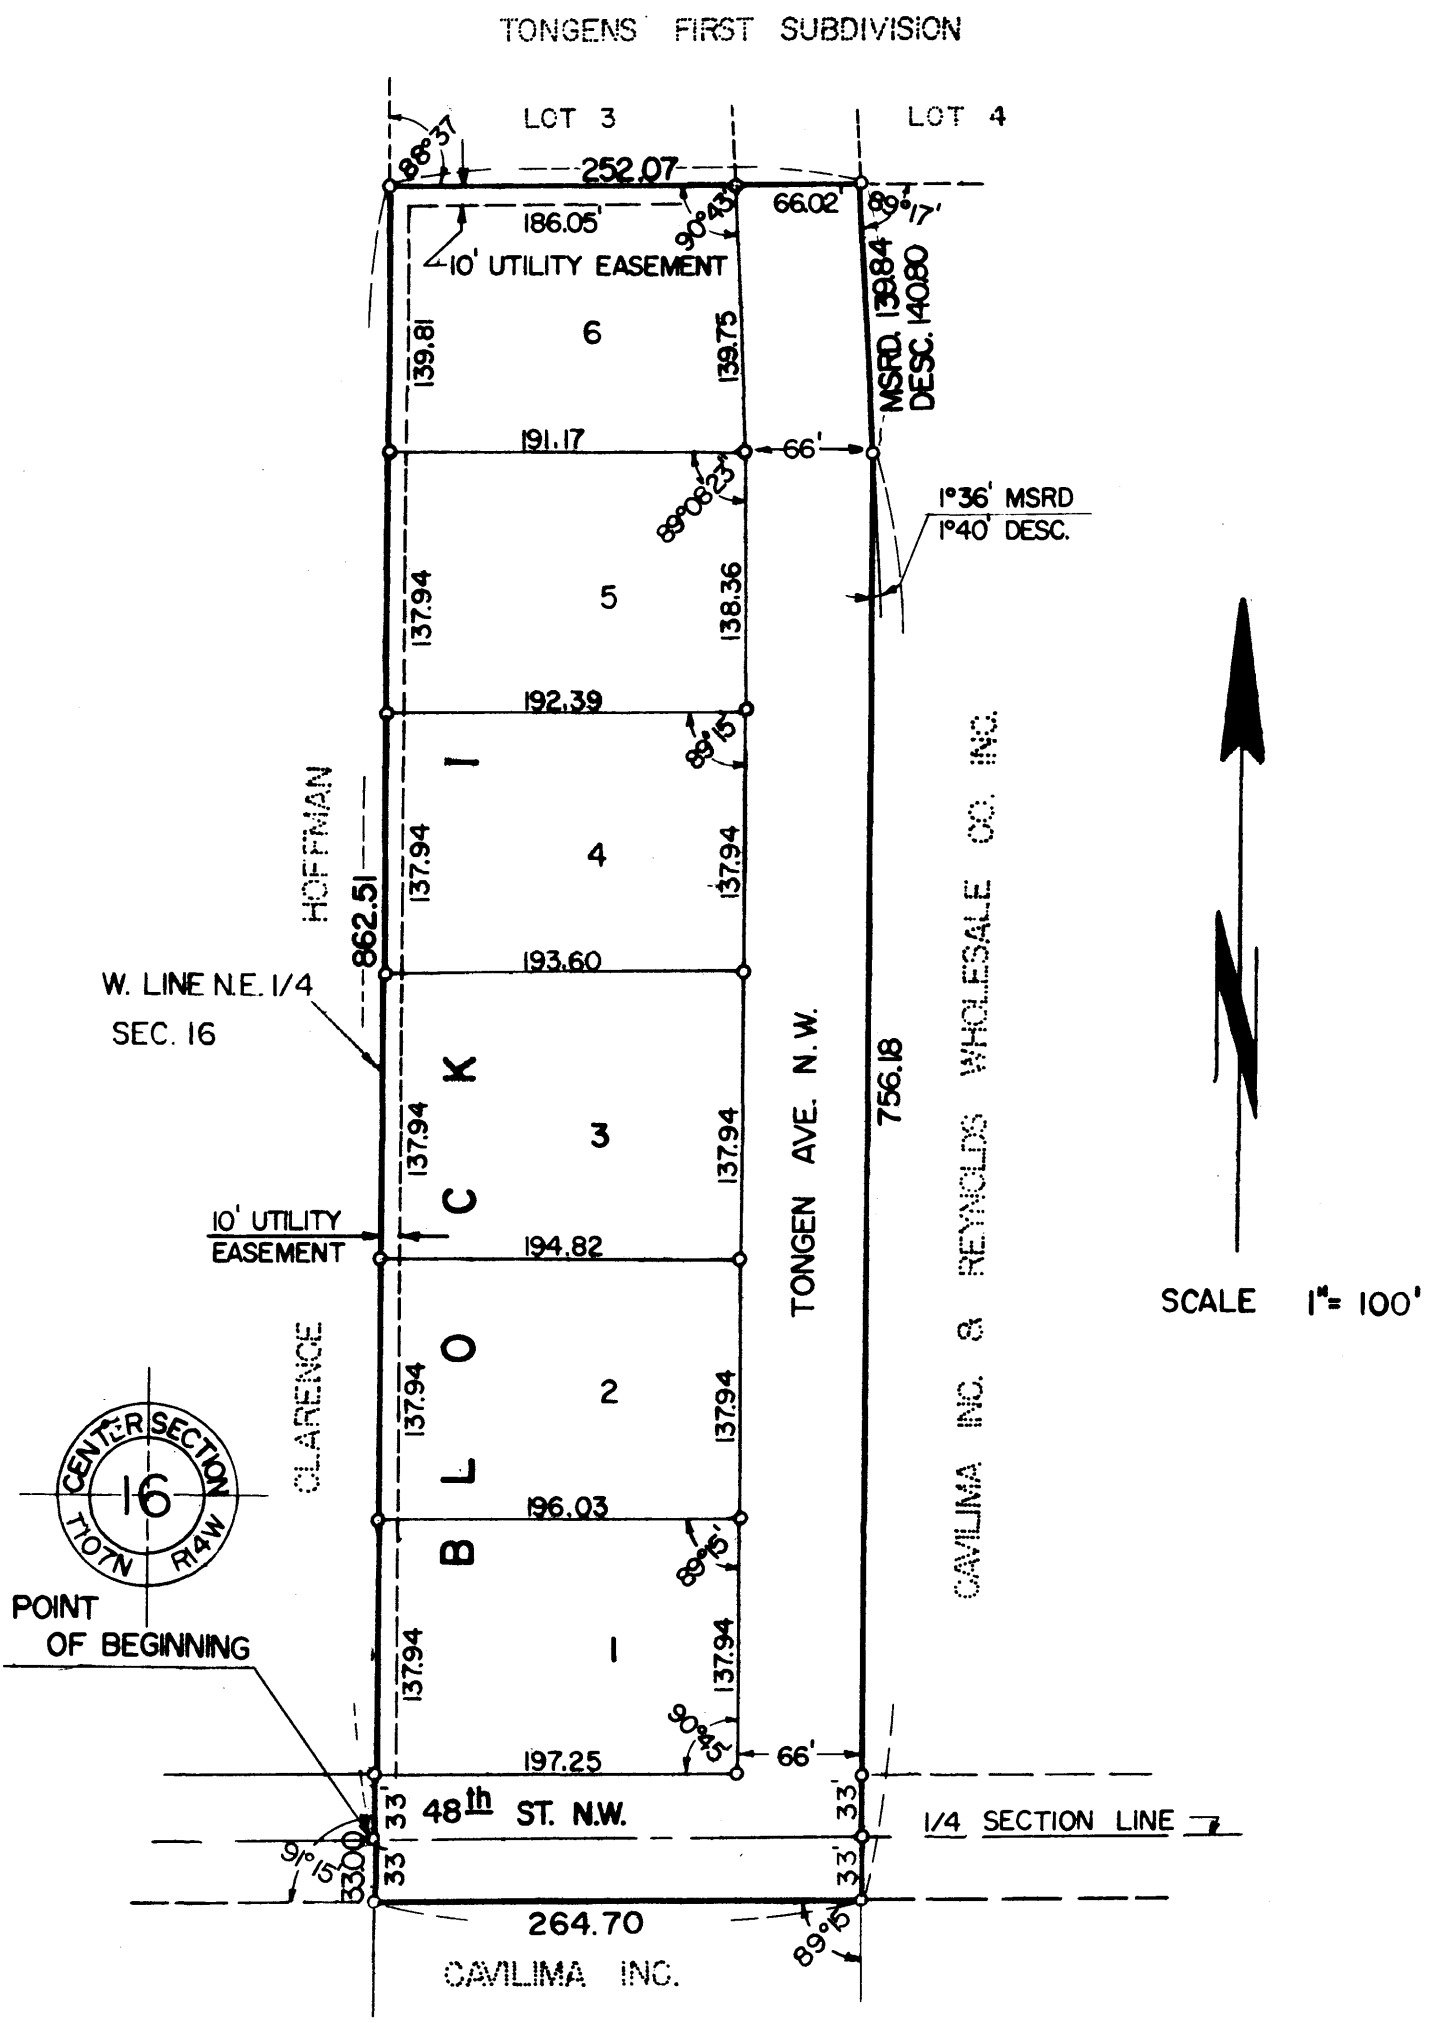 TONGENS FIRST SUBDIVISION
LOT 3
LOT 4
88°37'
252.07
186.05'
90°43'
66.02'
89°17'
10' UTILITY EASEMENT
139.81
6
139.75
MSRD. 139.84
DESC. 140.80
191.17
66'
89°08'23"
1°36' MSRD
1°40' DESC.
137.94
5
138.36
192.39
89°15'
137.94
4
137.94
193.60
HOFFMAN
862.51
W. LINE N.E. 1/4
SEC. 16
137.94
3
137.94
194.82
10' UTILITY
EASEMENT
BLOCK 1
TONGEN AVE. N.W.
756.18
CAVILIMA INC. & REYNOLDS WHOLESALE CO. INC.
N
SCALE 1"= 100'
CLARENCE
137.94
2
137.94
196.03
89°15'
CENTER SECTION
16
T107N R14W
POINT
OF BEGINNING
137.94
1
137.94
90°45'
197.25
66'
33'
48th ST. N.W.
33'
1/4 SECTION LINE
91°15'
33.00
33'
33'
264.70
89°15'
CAVILIMA INC.